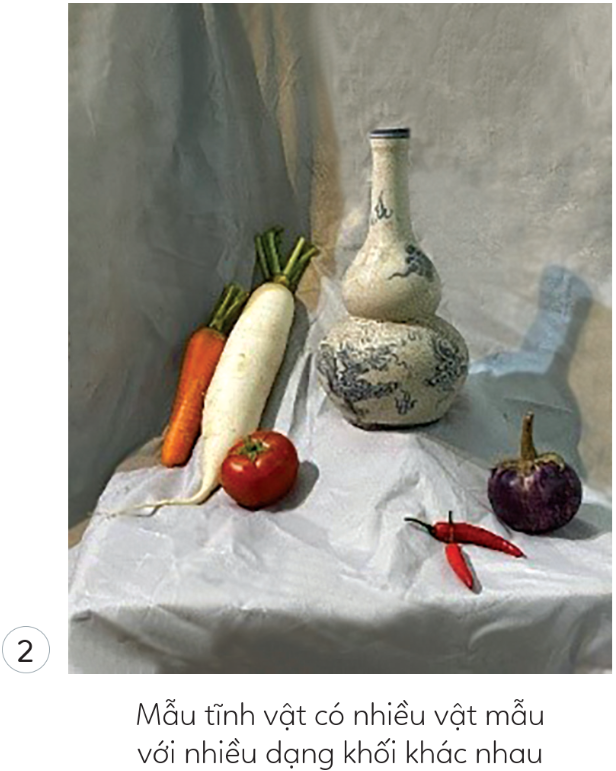 2
Mẫu tĩnh vật có nhiều vật mẫu
với nhiều dạng khối khác nhau